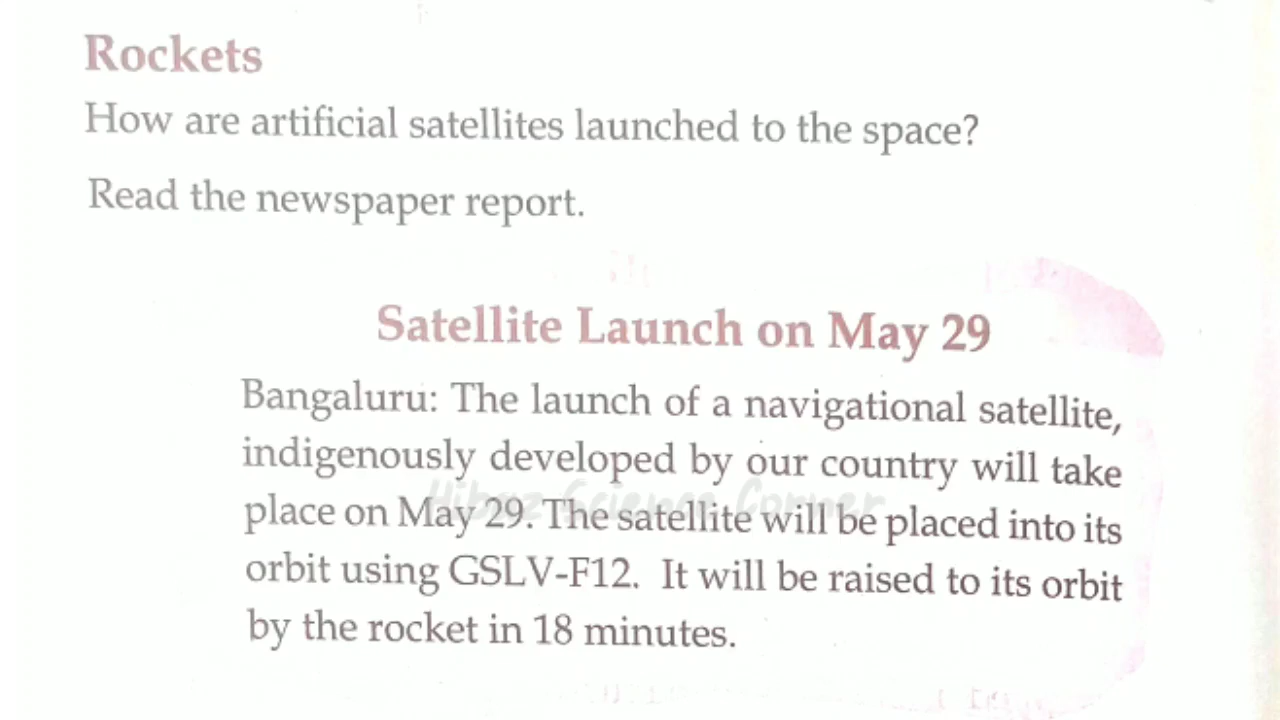 Rockets
How are artificial satellites launched to the space?
Read the newspaper report.
Satellite Launch on May 29
Bangaluru: The launch of a navigational satellite,
indigenously developed by our country will take
place on May 29. The satellite will be placed into its
Hibaz Science Corner
orbit using GSLV-F12. It will be raised to its orbit
by the rocket in 18 minutes.